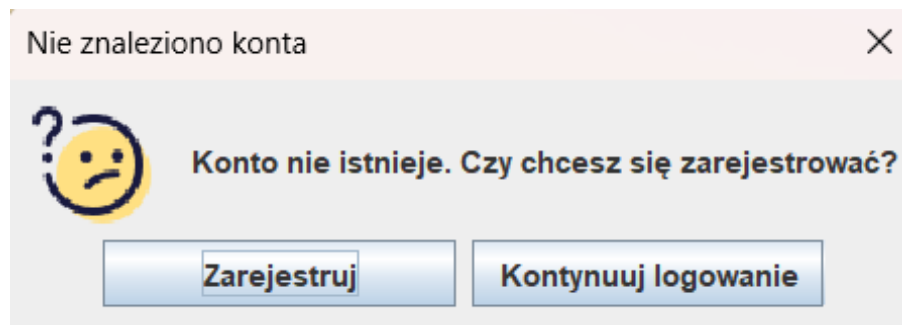 Nie znaleziono konta
Konto nie istnieje. Czy chcesz się zarejestrować?
Zarejestruj
Kontynuuj logowanie